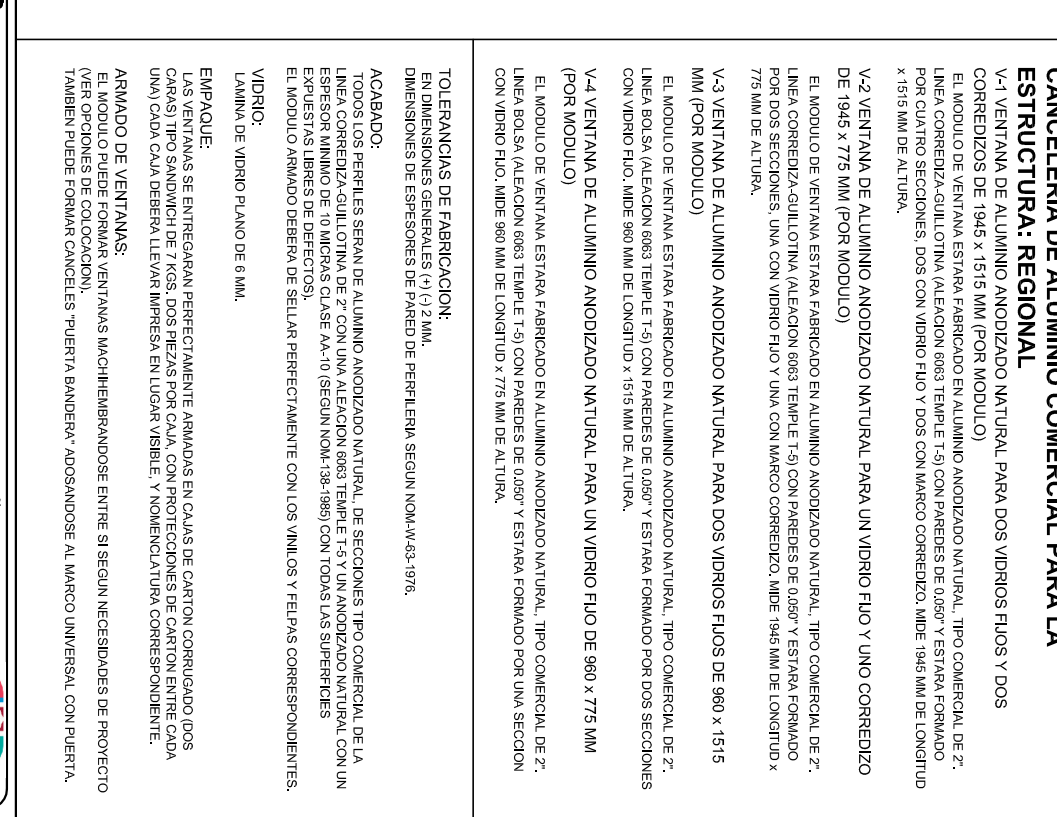 CANCELERIA DE ALUMINIO COMERCIAL PARA LA
ESTRUCTURA: REGIONAL
V-1 VENTANA DE ALUMINIO ANODIZADO NATURAL PARA DOS VIDRIOS FIJOS Y DOS
CORREDIZOS DE 1945 x 1515 MM (POR MODULO)
EL MODULO DE VENTANA ESTARA FABRICADO EN ALUMINIO ANODIZADO NATURAL, TIPO COMERCIAL DE 2".
LINEA CORREDIZA-GUILLOTINA (ALEACION 6063 TEMPLE T-5) CON PAREDES DE 0.050" Y ESTARA FORMADO
POR CUATRO SECCIONES, DOS CON VIDRIO FIJO Y DOS CON MARCO CORREDIZO. MIDE 1945 MM DE LONGITUD
x 1515 MM DE ALTURA.
V-2 VENTANA DE ALUMINIO ANODIZADO NATURAL PARA UN VIDRIO FIJO Y UNO CORREDIZO
DE 1945 x 775 MM (POR MODULO)
EL MODULO DE VENTANA ESTARA FABRICADO EN ALUMINIO ANODIZADO NATURAL, TIPO COMERCIAL DE 2".
LINEA CORREDIZA-GUILLOTINA (ALEACION 6063 TEMPLE T-5) CON PAREDES DE 0.050" Y ESTARA FORMADO
POR DOS SECCIONES, UNA CON VIDRIO FIJO Y UNA CON MARCO CORREDIZO. MIDE 1945 MM DE LONGITUD x
775 MM DE ALTURA.
V-3 VENTANA DE ALUMINIO ANODIZADO NATURAL PARA DOS VIDRIOS FIJOS DE 960 x 1515
MM (POR MODULO)
EL MODULO DE VENTANA ESTARA FABRICADO EN ALUMINIO ANODIZADO NATURAL, TIPO COMERCIAL DE 2".
LINEA BOLSA (ALEACION 6063 TEMPLE T-5) CON PAREDES DE 0.050" Y ESTARA FORMADO POR DOS SECCIONES
CON VIDRIO FIJO. MIDE 960 MM DE LONGITUD x 1515 MM DE ALTURA.
V-4 VENTANA DE ALUMINIO ANODIZADO NATURAL PARA UN VIDRIO FIJO DE 960 x 775 MM
(POR MODULO)
EL MODULO DE VENTANA ESTARA FABRICADO EN ALUMINIO ANODIZADO NATURAL, TIPO COMERCIAL DE 2".
LINEA BOLSA (ALEACION 6063 TEMPLE T-5) CON PAREDES DE 0.050" Y ESTARA FORMADO POR UNA SECCION
CON VIDRIO FIJO. MIDE 960 MM DE LONGITUD x 775 MM DE ALTURA.
TOLERANCIAS DE FABRICACION:
EN DIMENSIONES GENERALES (+) (-) 2 MM.
DIMENSIONES DE ESPESORES DE PARED DE PERFILERIA SEGUN NOM-W-63-1976.
ACABADO:
TODOS LOS PERFILES SERAN DE ALUMINIO ANODIZADO NATURAL, DE SECCIONES TIPO COMERCIAL DE LA
LINEA CORREDIZA-GUILLOTINA DE 2" CON UNA ALEACION 6063 TEMPLE T-5 Y UN ANODIZADO NATURAL CON UN
ESPESOR MINIMO DE 10 MICRAS CLASE AA-10 (SEGUN NOM-138-1985) CON TODAS LAS SUPERFICIES
EXPUESTAS LIBRES DE DEFECTOS).
EL MODULO ARMADO DEBERA DE SELLAR PERFECTAMENTE CON LOS VINILOS Y FELPAS CORRESPONDIENTES.
VIDRIO:
LAMINA DE VIDRIO PLANO DE 6 MM.
EMPAQUE:
LAS VENTANAS SE ENTREGARAN PERFECTAMENTE ARMADAS EN CAJAS DE CARTON CORRUGADO (DOS
CARAS) TIPO SANDWICH DE 7 KGS. DOS PIEZAS POR CAJA, CON PROTECCIONES DE CARTON ENTRE CADA
UNA) CADA CAJA DEBERA LLEVAR IMPRESA EN LUGAR VISIBLE, Y NOMENCLATURA CORRESPONDIENTE.
ARMADO DE VENTANAS:
EL MODULO PUEDE FORMAR VENTANAS MACHIHEMBRANDOSE ENTRE SI SEGUN NECESIDADES DE PROYECTO
(VER OPCIONES DE COLOCACION).
TAMBIEN PUEDE FORMAR CANCELES "PUERTA BANDERA" ADOSANDOSE AL MARCO UNIVERSAL CON PUERTA.